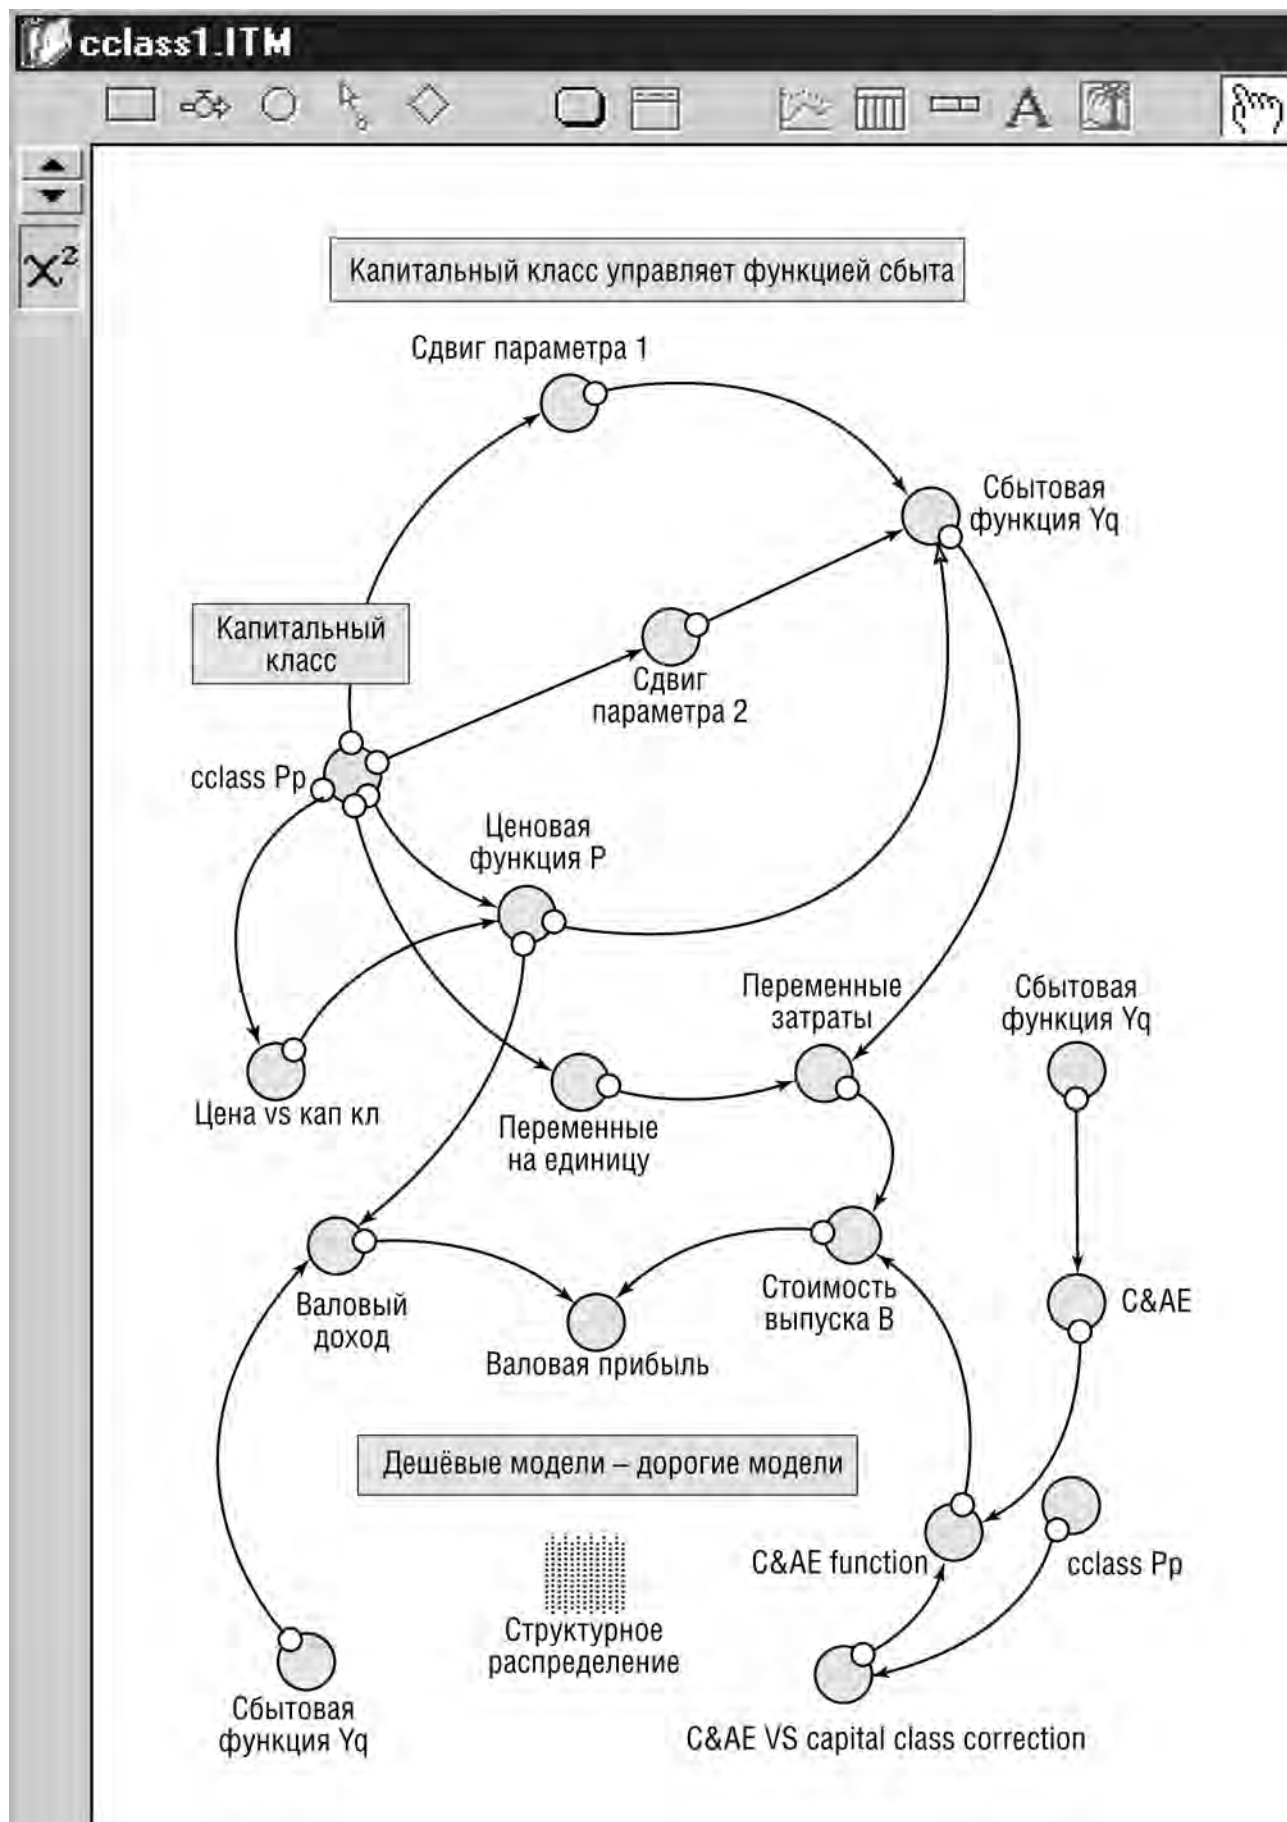 cclass1.ITM
A
X²
Капитальный класс управляет функцией сбыта
Сдвиг параметра 1
Сбытовая
функция Yq
Капитальный
класс
Сдвиг
параметра 2
cclass Pp
Ценовая
функция P
Переменные
затраты
Сбытовая
функция Yq
Цена vs кап кл
Переменные
на единицу
Валовый
доход
Стоимость
выпуска B
C&AE
Валовая прибыль
Дешёвые модели – дорогие модели
C&AE function
cclass Pp
Структурное
распределение
Сбытовая
функция Yq
C&AE VS capital class correction